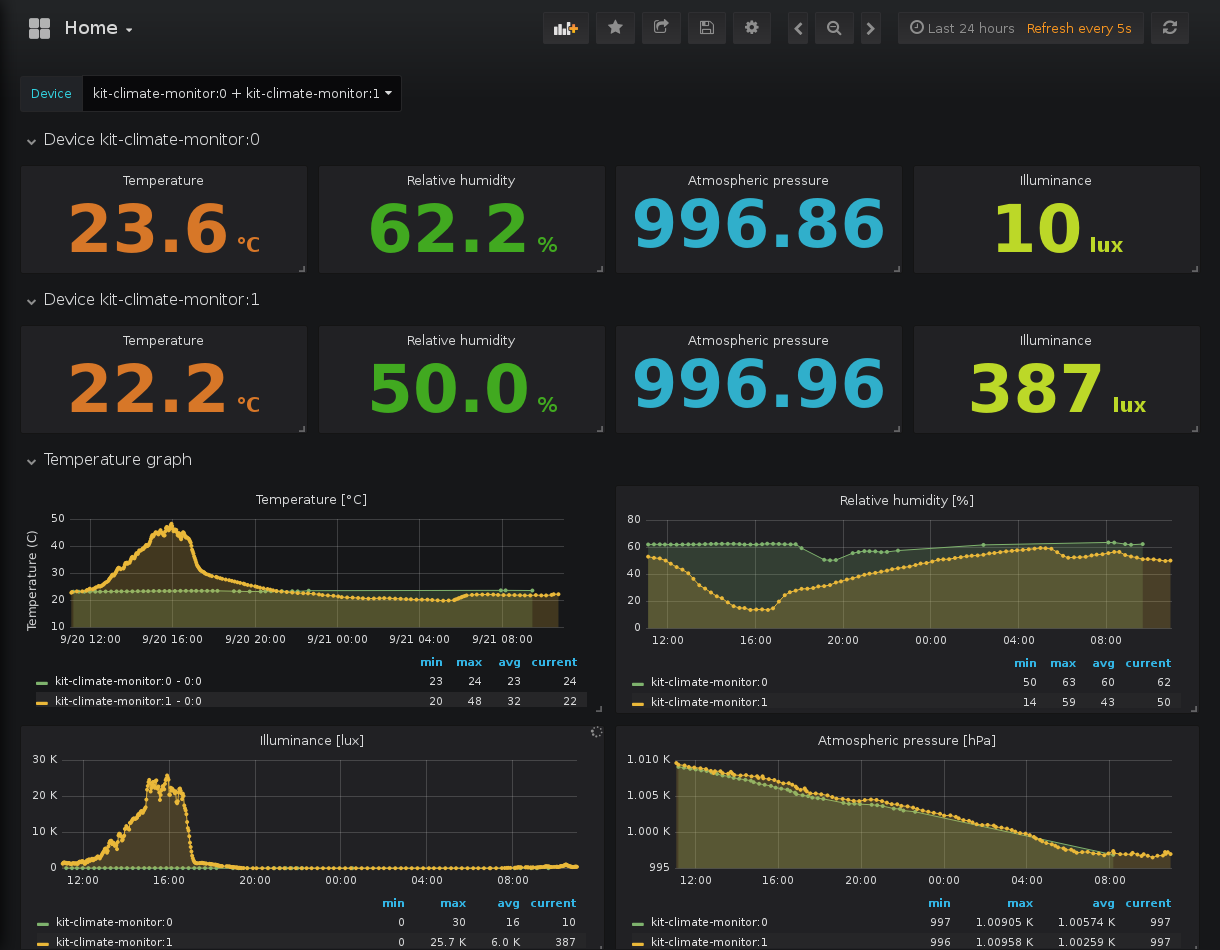 Home
Last 24 hours Refresh every 5s
Device kit-climate-monitor:0 + kit-climate-monitor:1
Device kit-climate-monitor:0
Temperature Relative humidity Atmospheric pressure Illuminance
23.6 °C 62.2 % 996.86 10 lux
Device kit-climate-monitor:1
Temperature Relative humidity Atmospheric pressure Illuminance
22.2 °C 50.0 % 996.96 387 lux
Temperature graph
Temperature [°C]
Temperature (C)
50
40
30
20
10
9/20 12:00 9/20 16:00 9/20 20:00 9/21 00:00 9/21 04:00 9/21 08:00
min max avg current
kit-climate-monitor:0 - 0:0 23 24 23 24
kit-climate-monitor:1 - 0:0 20 48 32 22
Relative humidity [%]
80
60
40
20
0
12:00 16:00 20:00 00:00 04:00 08:00
min max avg current
kit-climate-monitor:0 50 63 60 62
kit-climate-monitor:1 14 59 43 50
Illuminance [lux]
30 K
20 K
10 K
0
12:00 16:00 20:00 00:00 04:00 08:00
min max avg current
kit-climate-monitor:0 0 30 16 10
kit-climate-monitor:1 0 25.7 K 6.0 K 387
Atmospheric pressure [hPa]
1.010 K
1.005 K
1.000 K
995
12:00 16:00 20:00 00:00 04:00 08:00
min max avg current
kit-climate-monitor:0 997 1.00905 K 1.00574 K 997
kit-climate-monitor:1 996 1.00958 K 1.00259 K 997